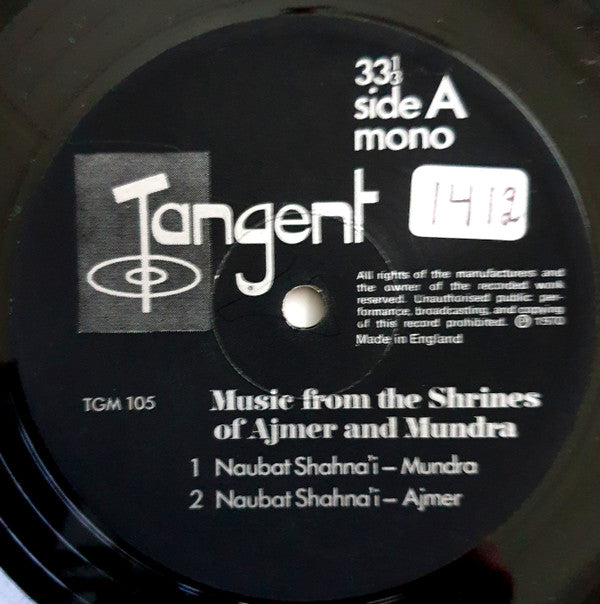 33⅓
side A
mono
Tangent
1412
All rights of the manufacturers and
the owner of the recorded work
reserved. Unauthorised public per-
formance, broadcasting, and copying
of this record prohibited. ℗ 1970
Made in England
TGM 105
Music from the Shrines
of Ajmer and Mundra
1 Naubat Shahna'i – Mundra
2 Naubat Shahna'i – Ajmer